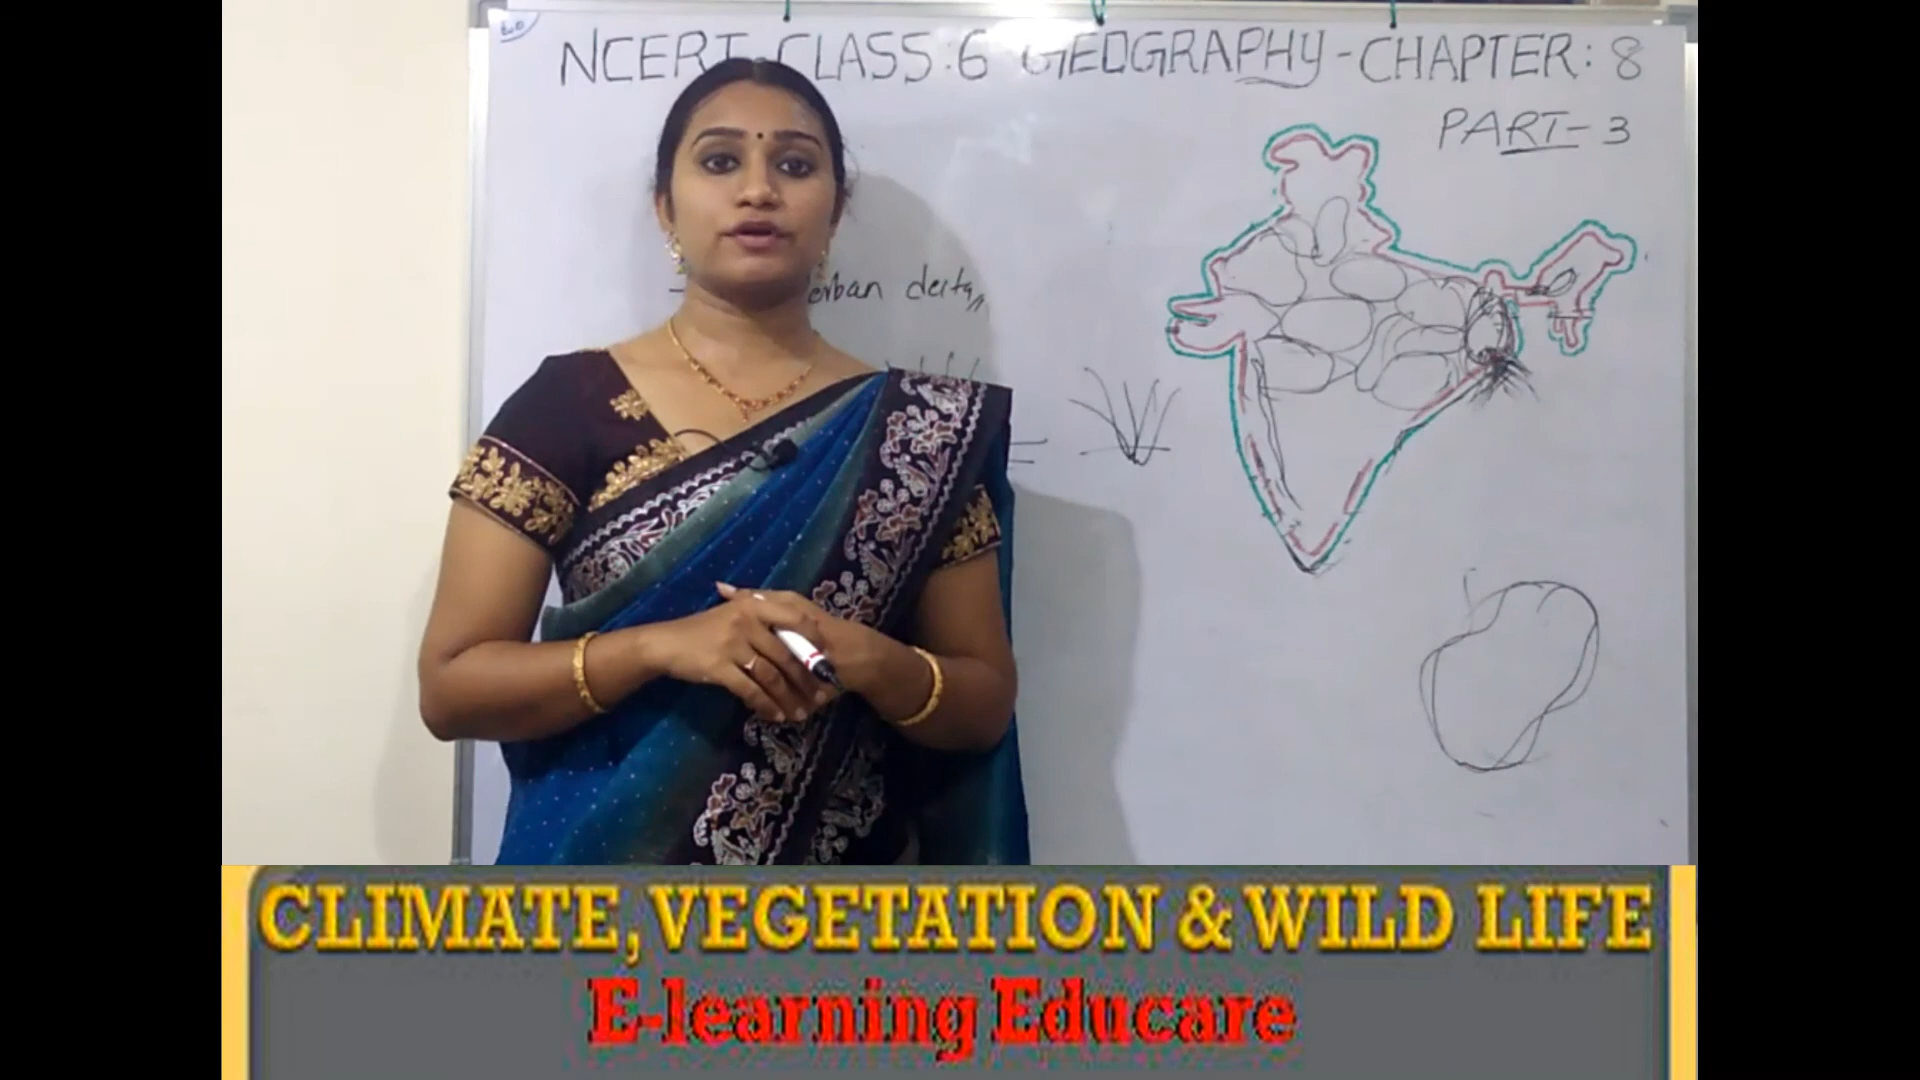 NCERT-CLASS:6 GEOGRAPHY-CHAPTER: 8
PART-3
erban delta
CLIMATE, VEGETATION & WILD LIFE
E-learning Educare